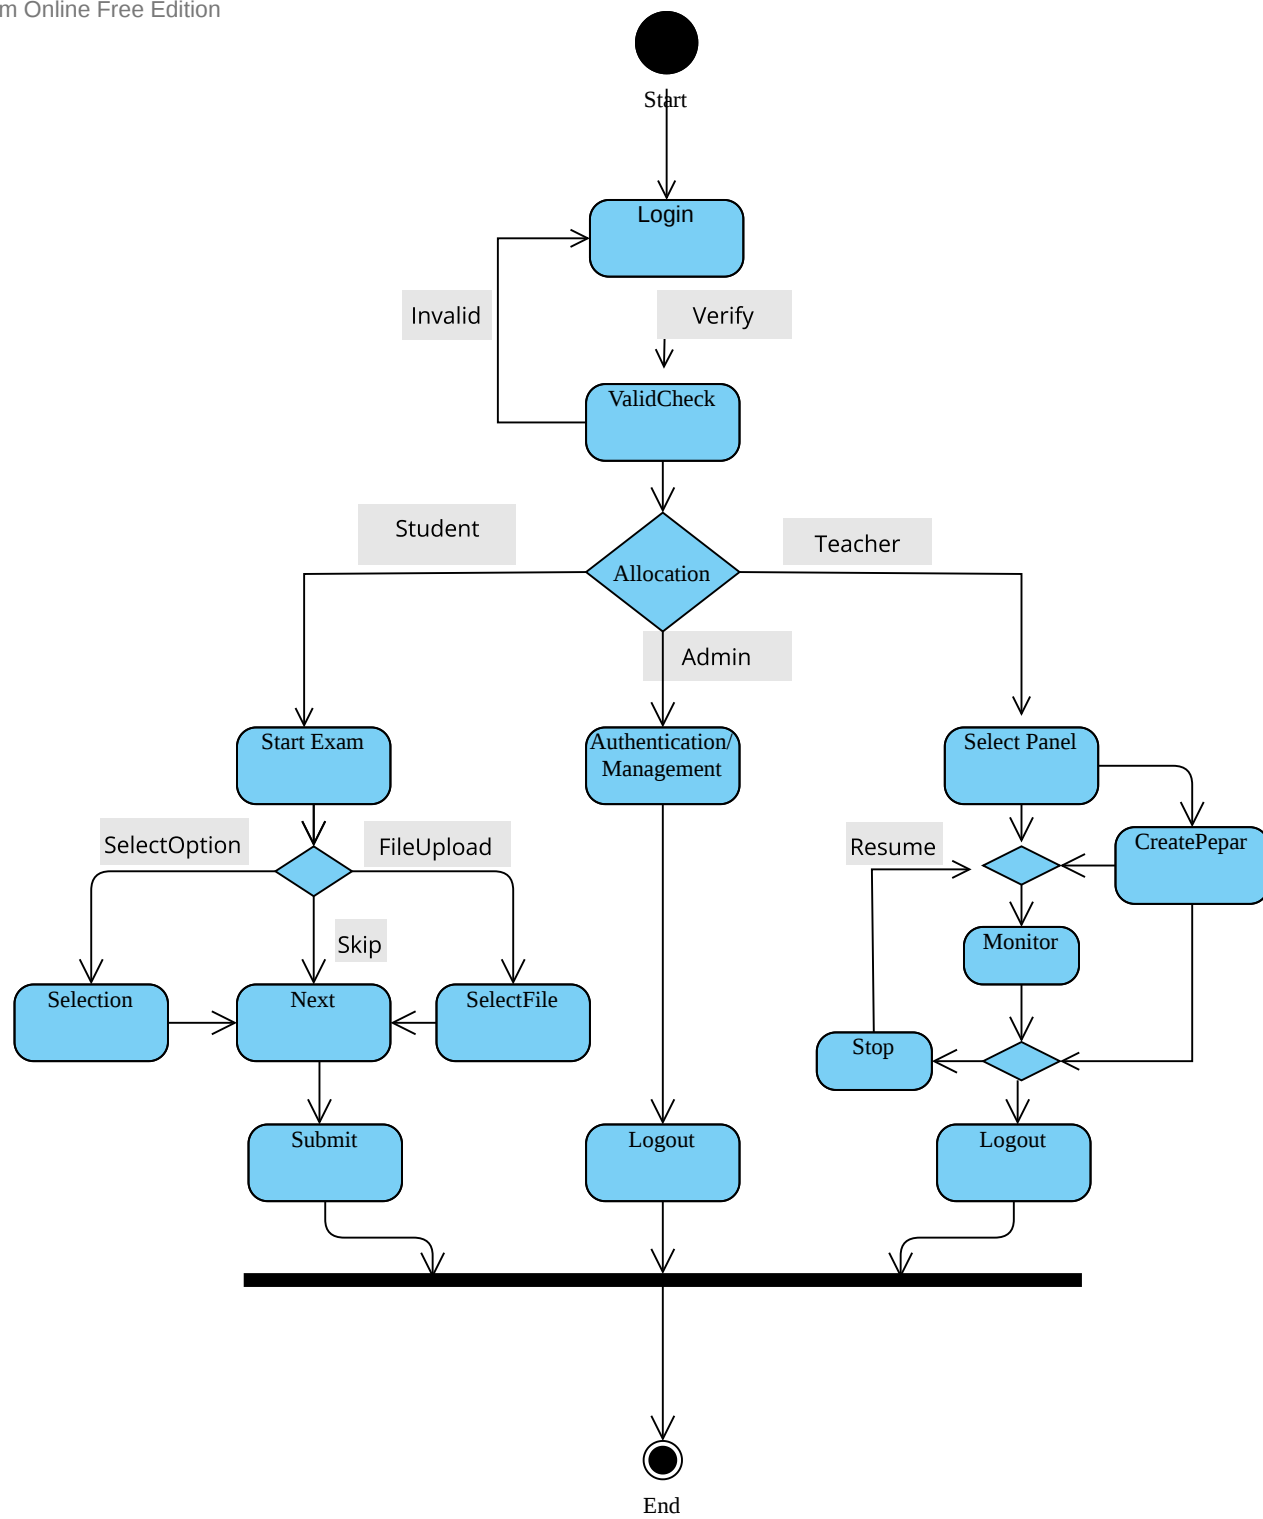 m Online Free Edition
Start
Login
Invalid
Verify
ValidCheck
Student
Teacher
Allocation
Admin
Start Exam
Authentication/
Management
Select Panel
SelectOption
FileUpload
Resume
CreatePepar
Skip
Monitor
Selection
Next
SelectFile
Stop
Submit
Logout
Logout
End